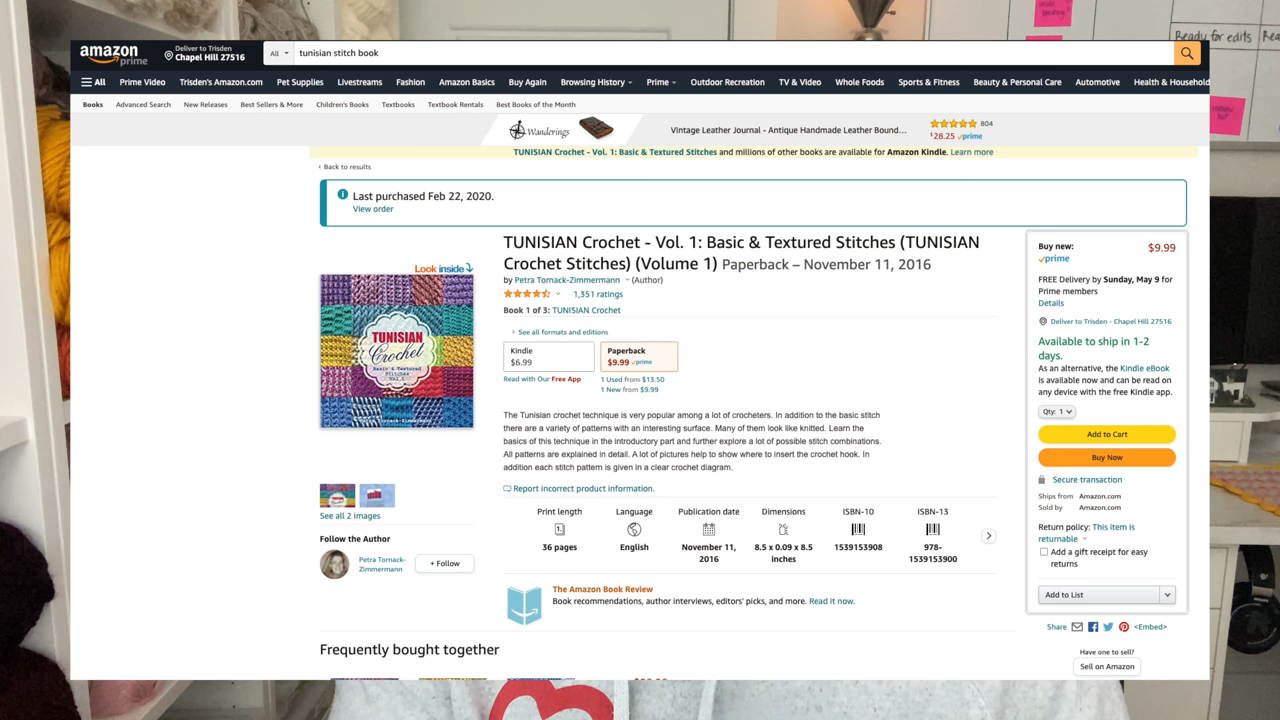 Ready for edits
Rea
amazon
prime
Deliver to Trisden
Chapel Hill 27516
All
tunisian stitch book
All
Prime Video
Trisden's Amazon.com
Pet Supplies
Livestreams
Fashion
Amazon Basics
Buy Again
Browsing History
Prime
Outdoor Recreation
TV & Video
Whole Foods
Sports & Fitness
Beauty & Personal Care
Automotive
Health & Household
Books
Advanced Search
New Releases
Best Sellers & More
Children's Books
Textbooks
Textbook Rentals
Best Books of the Month
Wanderings
Vintage Leather Journal - Antique Handmade Leather Bound...
804
$28.25 prime
TUNISIAN Crochet - Vol. 1: Basic & Textured Stitches and millions of other books are available for Amazon Kindle. Learn more
‹ Back to results
Last purchased Feb 22, 2020.
View order
Look inside
TUNISIAN
Crochet
Basic & Textured
Stitches
Vol.1
TUNISIAN Crochet - Vol. 1: Basic & Textured Stitches (TUNISIAN
Crochet Stitches) (Volume 1) Paperback – November 11, 2016
by Petra Tornack-Zimmermann (Author)
1,351 ratings
Book 1 of 3: TUNISIAN Crochet
See all formats and editions
Kindle
$6.99
Paperback
$9.99 prime
Read with Our Free App
1 Used from $13.50
1 New from $9.99
The Tunisian crochet technique is very popular among a lot of crocheters. In addition to the basic stitch
there are a variety of patterns with an interesting surface. Many of them look like knitted. Learn the
basics of this technique in the introductory part and further explore a lot of possible stitch combinations.
All patterns are explained in detail. A lot of pictures help to show where to insert the crochet hook. In
addition each stitch pattern is given in a clear crochet diagram.
Report incorrect product information.
See all 2 images
Follow the Author
Petra Tornack-
Zimmermann
+ Follow
Print length
36 pages
Language
English
Publication date
November 11,
2016
Dimensions
8.5 x 0.09 x 8.5
inches
ISBN-10
1539153908
ISBN-13
978-
1539153900
The Amazon Book Review
Book recommendations, author interviews, editors' picks, and more. Read it now.
Frequently bought together
Buy new:
$9.99
prime
FREE Delivery by Sunday, May 9 for
Prime members
Details
Deliver to Trisden - Chapel Hill 27516
Available to ship in 1-2
days.
As an alternative, the Kindle eBook
is available now and can be read on
any device with the free Kindle app.
Qty: 1
Add to Cart
Buy Now
Secure transaction
Ships from Amazon.com
Sold by Amazon.com
Return policy: This item is
returnable
Add a gift receipt for easy
returns
Add to List
Share
<Embed>
Have one to sell?
Sell on Amazon